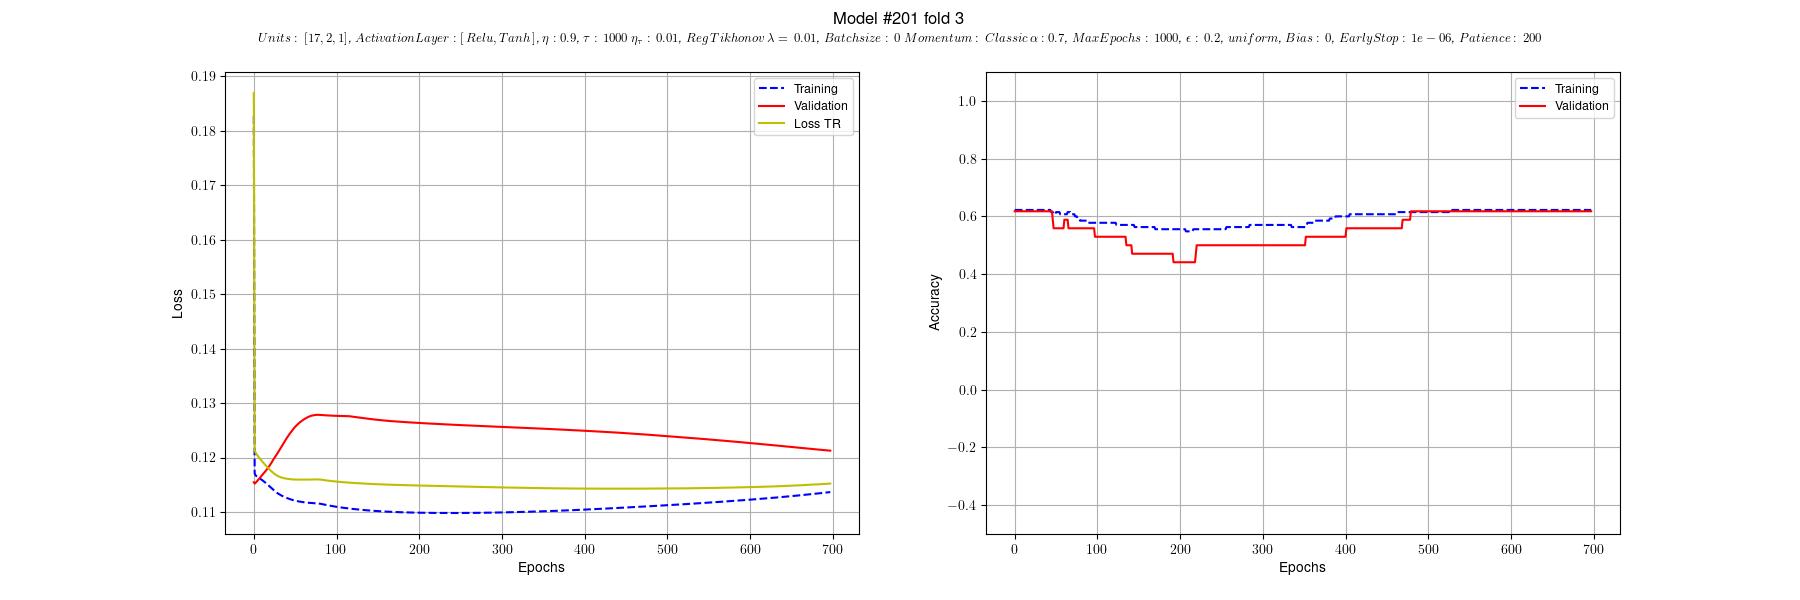 Model #201 fold 3
Units : [17, 2, 1], ActivationLayer : [Relu, Tanh], η : 0.9, τ : 1000 ητ : 0.01, RegTikhonov λ = 0.01, Batchsize : 0 Momentum : Classic α : 0.7, MaxEpochs : 1000, ϵ : 0.2, uniform, Bias : 0, EarlyStop : 1e − 06, Patience : 200
0.19
0.18
0.17
0.16
0.15
0.14
0.13
0.12
0.11
Loss
0 100 200 300 400 500 600 700
Epochs
Training
Validation
Loss TR
1.0
0.8
0.6
0.4
0.2
0.0
−0.2
−0.4
Accuracy
0 100 200 300 400 500 600 700
Epochs
Training
Validation